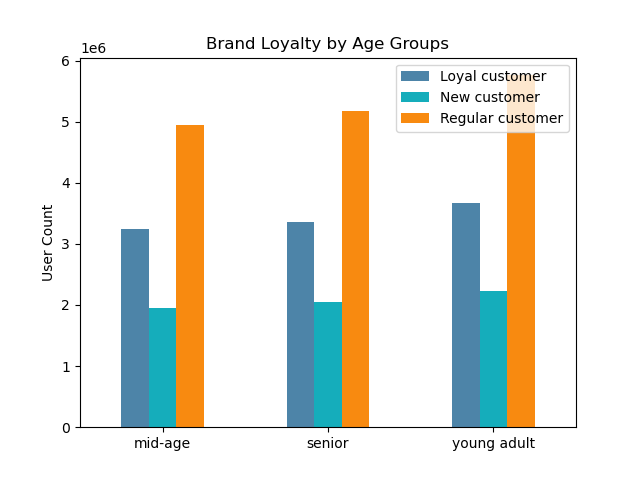 Brand Loyalty by Age Groups
1e6
Loyal customer
New customer
Regular customer
User Count
6
5
4
3
2
1
0
mid-age
senior
young adult